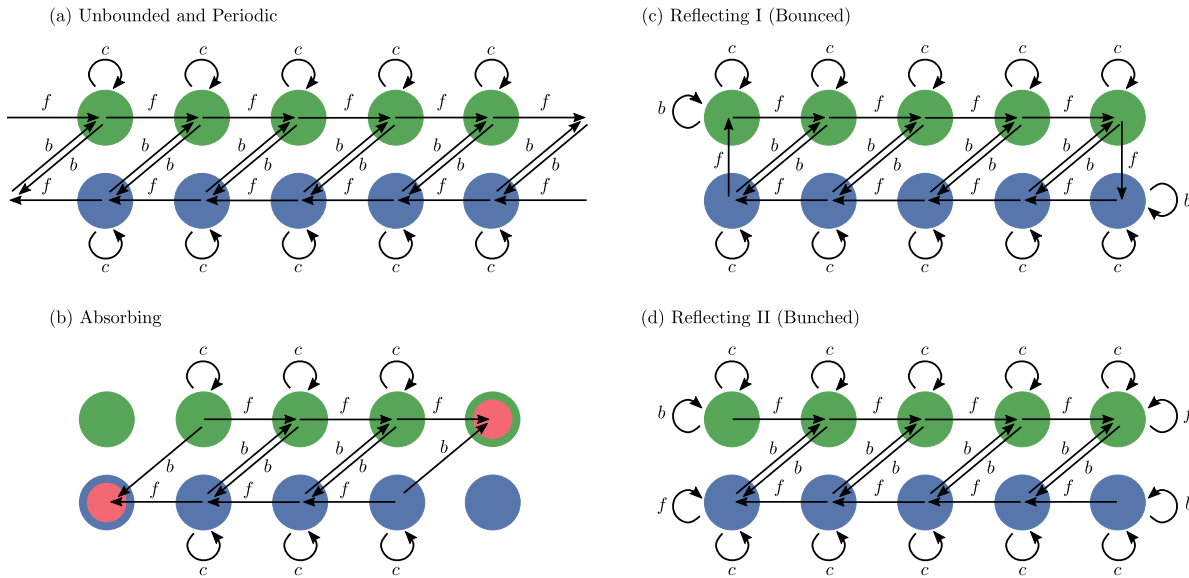 (a) Unbounded and Periodic
c c c c c
f f f f f f
b b b b b b
b b b b b b
f f f f f f
c c c c c
(b) Absorbing
c c c
f f f
b b b
b b b
f f f
c c c
(c) Reflecting I (Bounced)
c c c c c
b f f f f
b b b b
f b b b b f
f f f f b
c c c c c
(d) Reflecting II (Bunched)
c c c c c
b f f f f f
b b b b
b b b b
f f f f f b
c c c c c